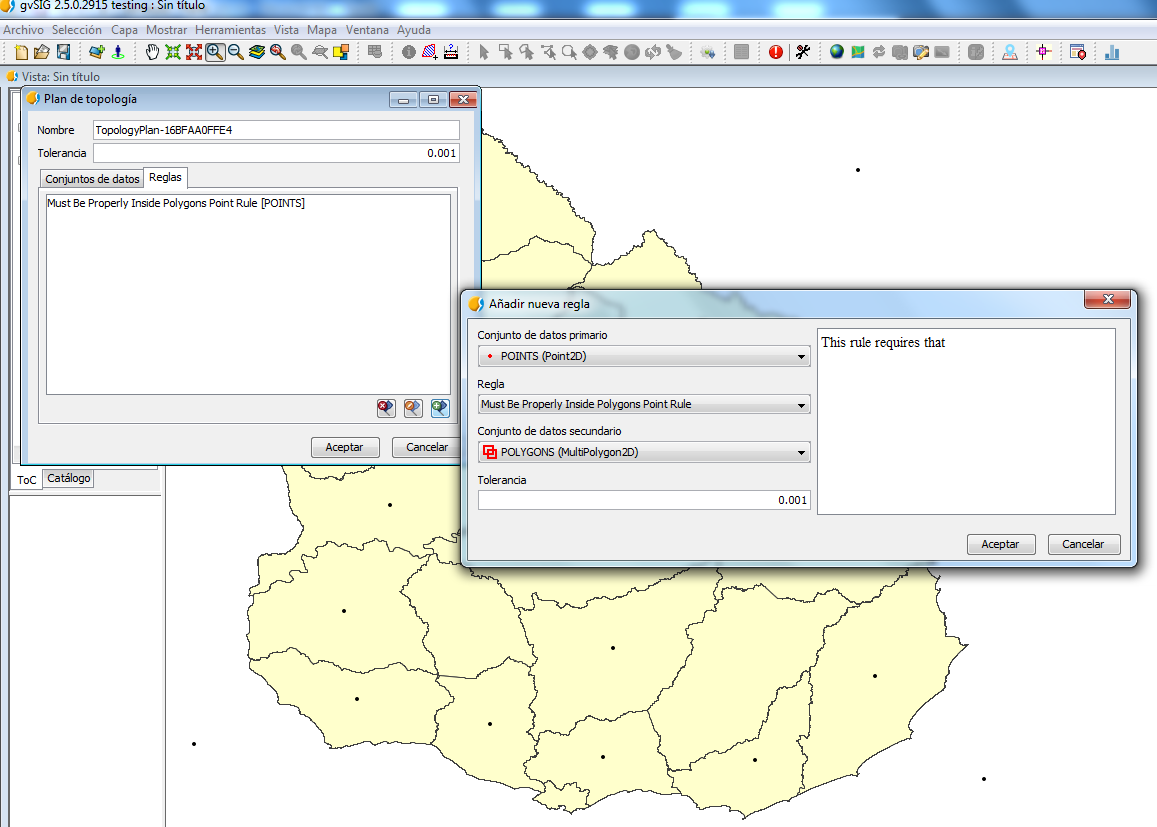 gvSIG 2.5.0.2915 testing : Sin título
Archivo Selección Capa Mostrar Herramientas Vista Mapa Ventana Ayuda
Vista: Sin título
Plan de topología
Nombre TopologyPlan-16BFAA0FFE4
Tolerancia 0.001
Conjuntos de datos Reglas
Must Be Properly Inside Polygons Point Rule [POINTS]
Aceptar Cancelar
ToC Catálogo
Añadir nueva regla
Conjunto de datos primario
POINTS (Point2D)
Regla
Must Be Properly Inside Polygons Point Rule
Conjunto de datos secundario
POLYGONS (MultiPolygon2D)
Tolerancia
0.001
This rule requires that
Aceptar Cancelar